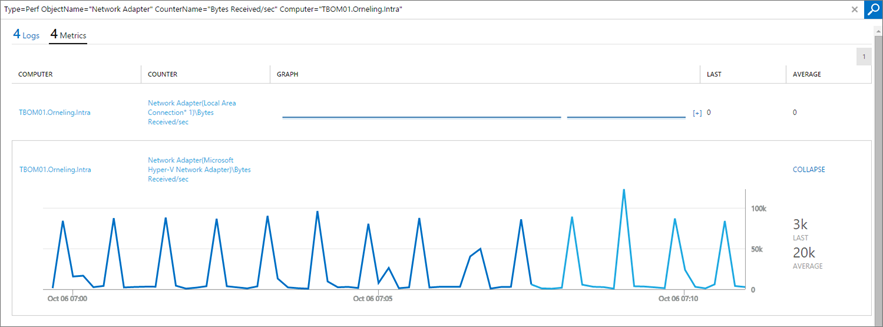 Type=Perf ObjectName="Network Adapter" CounterName="Bytes Received/sec" Computer="TBOM01.Orneling.Intra"
4 Logs 4 Metrics
1
COMPUTER COUNTER GRAPH LAST AVERAGE
TBOM01.Orneling.Intra
Network Adapter(Local Area
Connection* 1)\Bytes
Received/sec
[+] 0 0
TBOM01.Orneling.Intra
Network Adapter(Microsoft
Hyper-V Network Adapter)\Bytes
Received/sec
COLLAPSE
100k
50k
0
3k
LAST
20k
AVERAGE
Oct 06 07:00 Oct 06 07:05 Oct 06 07:10